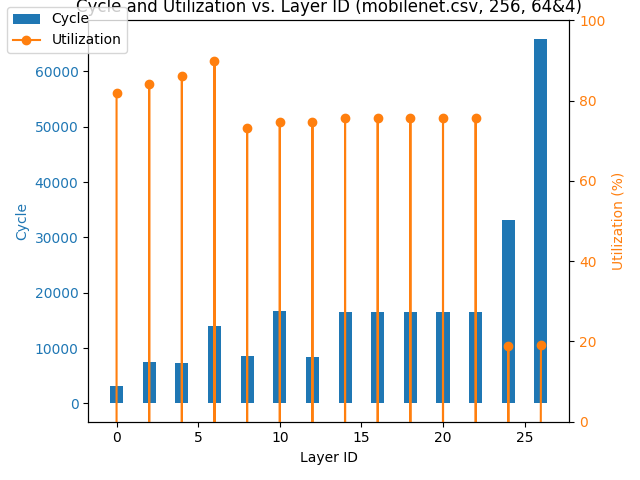 Cycle and Utilization vs. Layer ID (mobilenet.csv, 256, 64&4)
Cycle
Utilization
60000
50000
40000
30000
20000
10000
0
Cycle
100
80
60
40
20
0
Utilization (%)
0 5 10 15 20 25
Layer ID